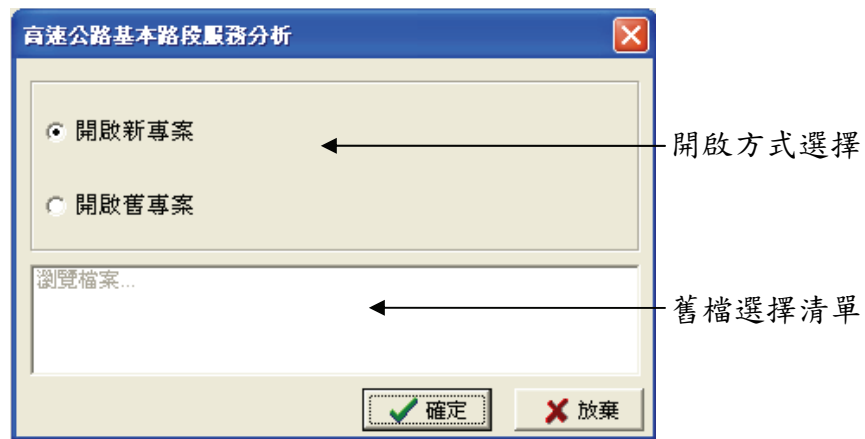 高速公路基本路段服務分析
開啟新專案
開啟方式選擇
開啟舊專案
瀏覽檔案...
舊檔選擇清單
確定
放棄